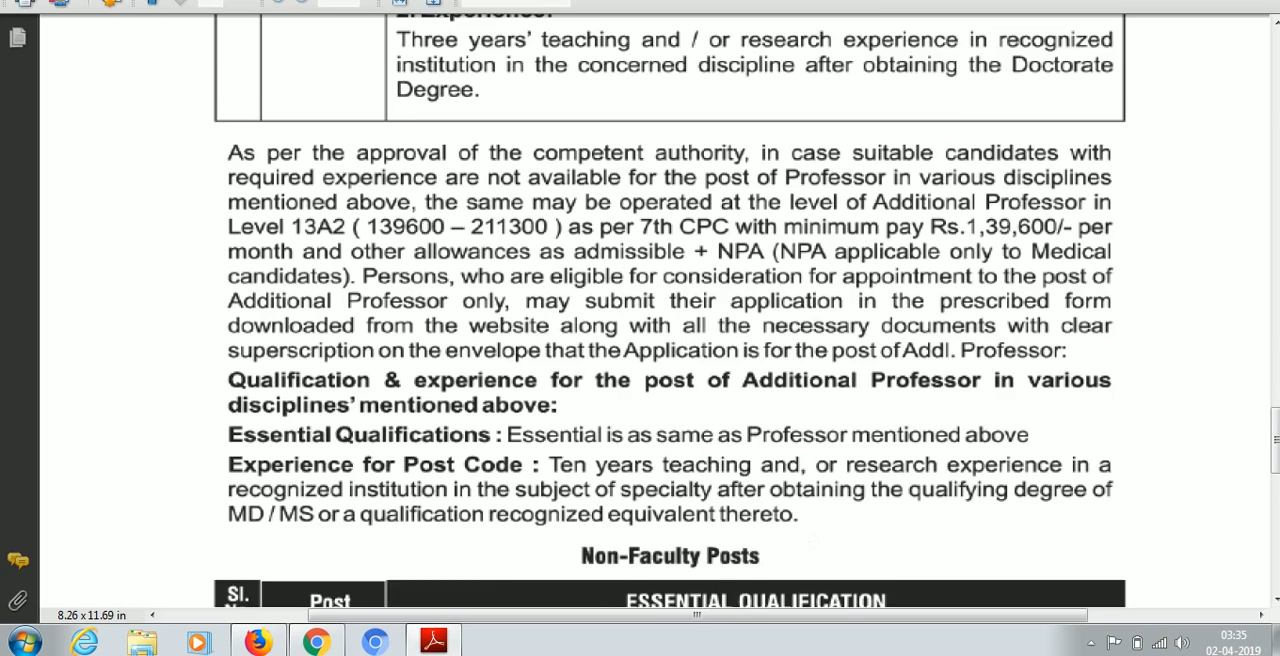 2. Experience:
Three years' teaching and / or research experience in recognized
institution in the concerned discipline after obtaining the Doctorate
Degree.
As per the approval of the competent authority, in case suitable candidates with
required experience are not available for the post of Professor in various disciplines
mentioned above, the same may be operated at the level of Additional Professor in
Level 13A2 ( 139600 – 211300 ) as per 7th CPC with minimum pay Rs.1,39,600/- per
month and other allowances as admissible + NPA (NPA applicable only to Medical
candidates). Persons, who are eligible for consideration for appointment to the post of
Additional Professor only, may submit their application in the prescribed form
downloaded from the website along with all the necessary documents with clear
superscription on the envelope that the Application is for the post of Addl. Professor:
Qualification & experience for the post of Additional Professor in various
disciplines' mentioned above:
Essential Qualifications : Essential is as same as Professor mentioned above
Experience for Post Code : Ten years teaching and, or research experience in a
recognized institution in the subject of specialty after obtaining the qualifying degree of
MD / MS or a qualification recognized equivalent thereto.
Non-Faculty Posts
Sl. Post ESSENTIAL QUALIFICATION
8.26 x 11.69 in
03:35
02-04-2019